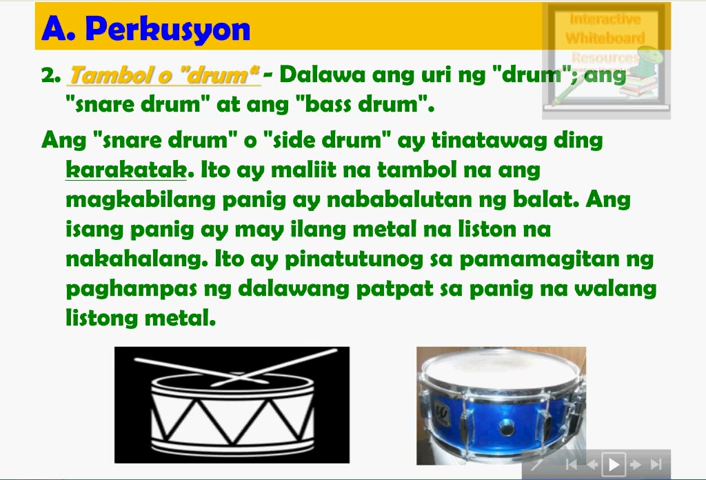 A. Perkusyon
Interactive
Whiteboard
Resources
2. Tambol o "drum" - Dalawa ang uri ng "drum"; ang
"snare drum" at ang "bass drum".
Ang "snare drum" o "side drum" ay tinatawag ding
karakatak. Ito ay maliit na tambol na ang
magkabilang panig ay nababalutan ng balat. Ang
isang panig ay may ilang metal na liston na
nakahalang. Ito ay pinatutunog sa pamamagitan ng
paghampas ng dalawang patpat sa panig na walang
listong metal.